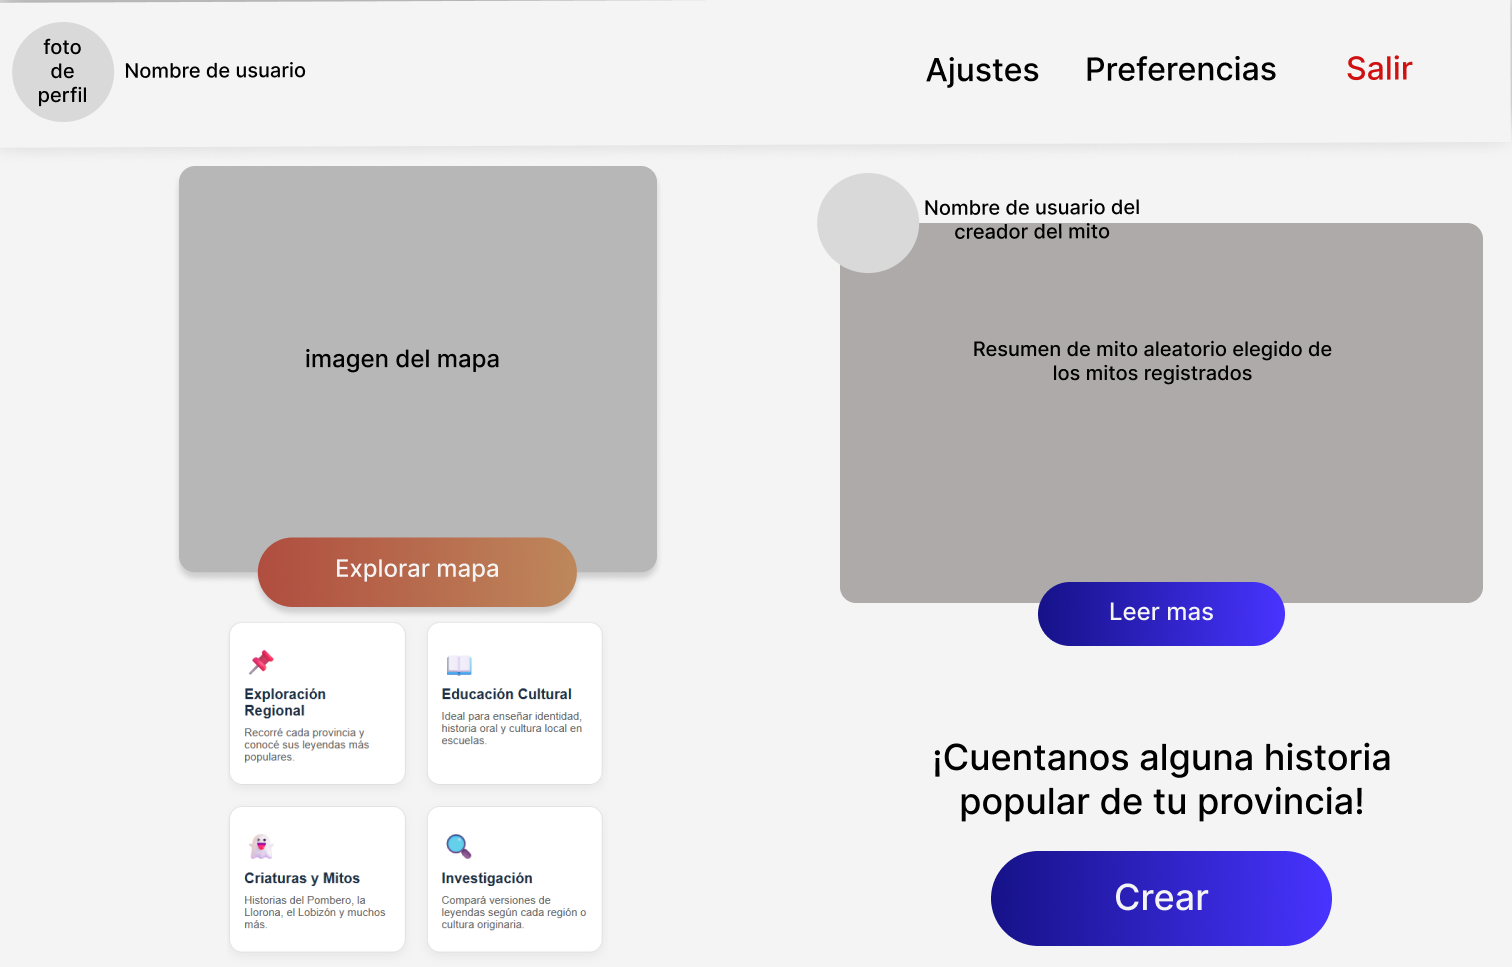 foto
de
perfil
Nombre de usuario
Ajustes
Preferencias
Salir
imagen del mapa
Explorar mapa
Exploración
Regional
Recorré cada provincia y
conocé sus leyendas más
populares.
Educación Cultural
Ideal para enseñar identidad,
historia oral y cultura local en
escuelas.
Criaturas y Mitos
Historias del Pombero, la
Llorona, el Lobizón y muchos
más.
Investigación
Compará versiones de
leyendas según cada región o
cultura originaria.
Nombre de usuario del
creador del mito
Resumen de mito aleatorio elegido de
los mitos registrados
Leer mas
¡Cuentanos alguna historia
popular de tu provincia!
Crear